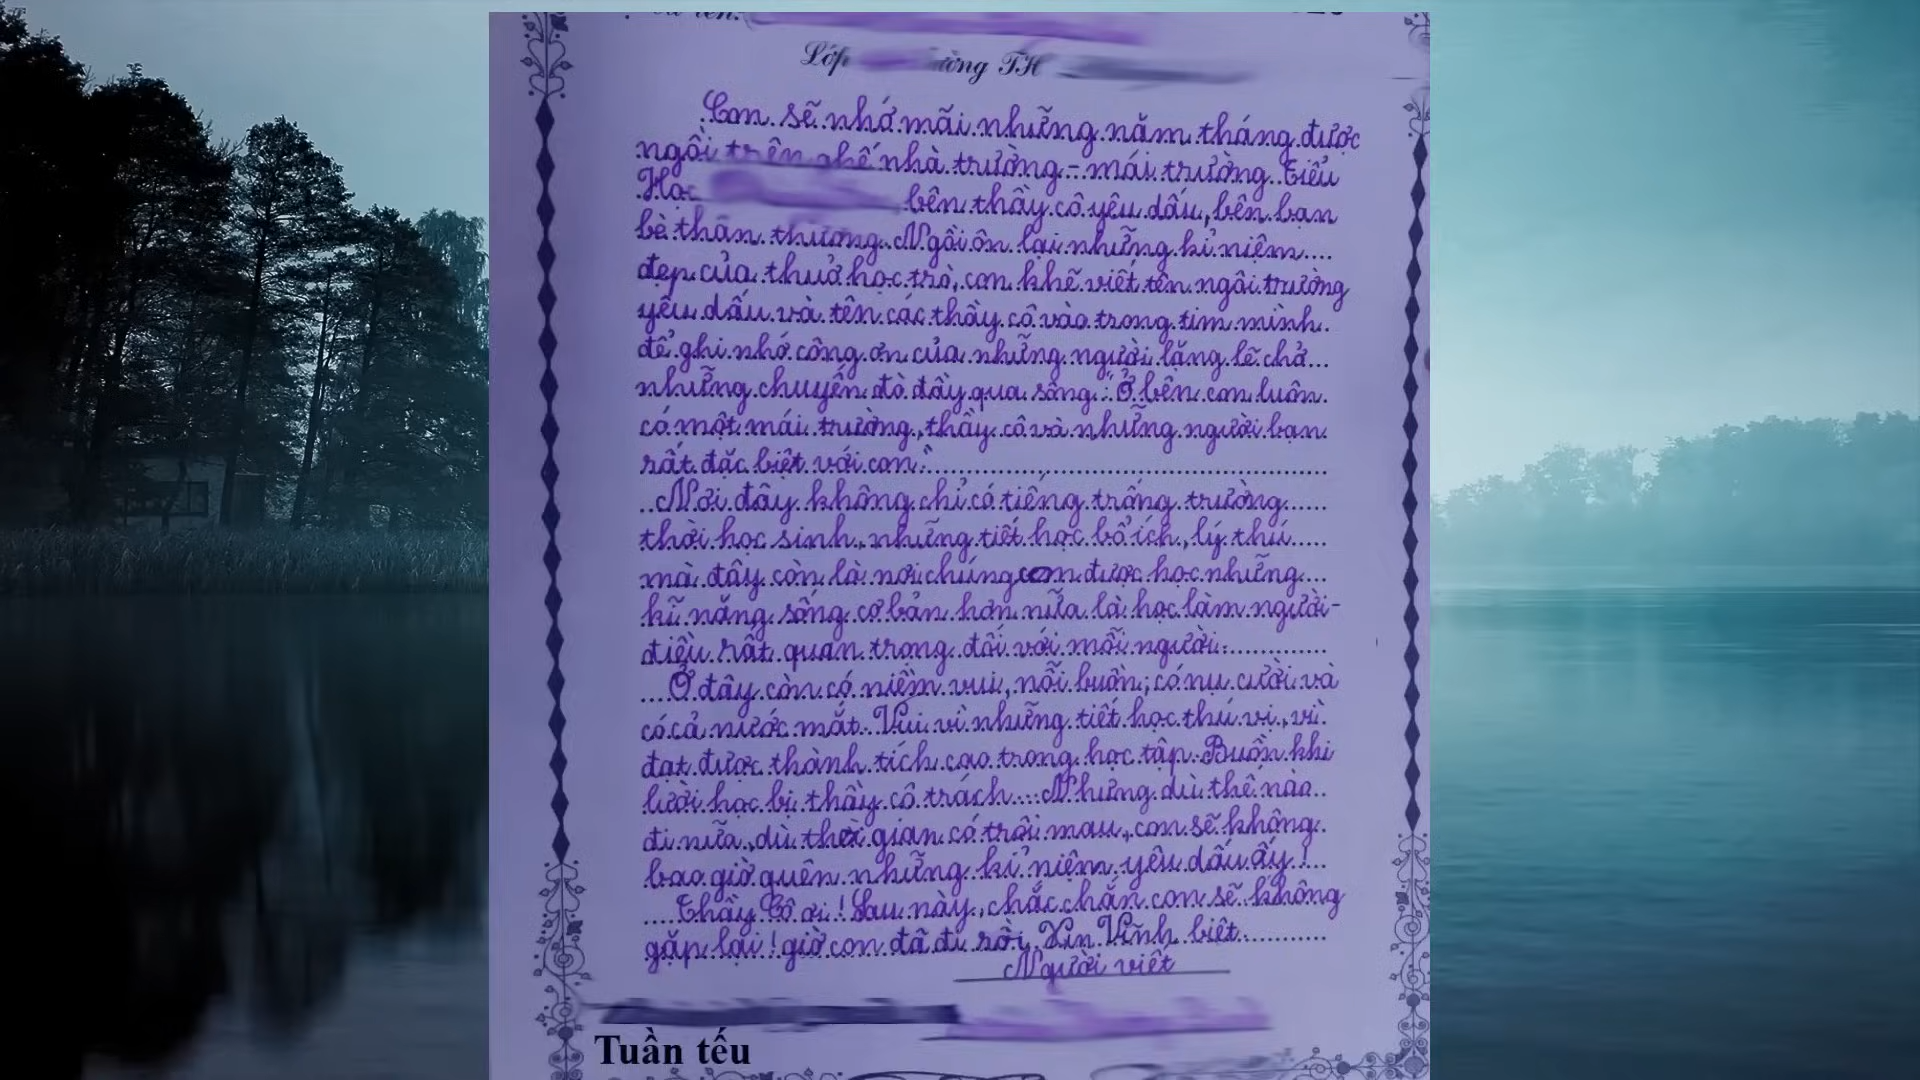 Lớp ường TH
Con sẽ nhớ mãi những năm tháng được
ngồi trên ghế nhà trường - mái trường Tiểu
Học bên thầy cô yêu dấu, bên bạn
bè thân thương. Ngồi ôn lại những kỉ niệm....
đẹp của thuở học trò, con khẽ viết tên ngôi trường
yêu dấu và tên các thầy cô vào trong tim mình.
để ghi nhớ công ơn của những người lặng lẽ chở...
những chuyến đò đầy qua sông: "Ở bên con luôn.
có một mái trường, thầy cô và những người bạn
rất đặc biệt với con"
Nơi đây không chỉ có tiếng trống trường......
thời học sinh, những tiết học bổ ích, lý thú.....
mà đây còn là nơi chúng con được học những...
kĩ năng sống cơ bản hơn nữa là học làm người-
điều rất quan trọng đối với mỗi người.
...Ở đây còn có niềm vui, nỗi buồn; có nụ cười và
có cả nước mắt. Vui vì những tiết học thú vị, vì
đạt được thành tích cao trong học tập. Buồn khi
lười học bị thầy cô trách.... Nhưng dù thế nào..
đi nữa, dù thời gian có trôi mau, con sẽ không.
bao giờ quên những kỉ niệm yêu dấu ấy!...
....Thầy Cô ơi! Sau này, chắc chắn con sẽ không
gặp lại! giờ con đã đi rồi. Xin Vĩnh biệt
Người viết
Tuần tếu